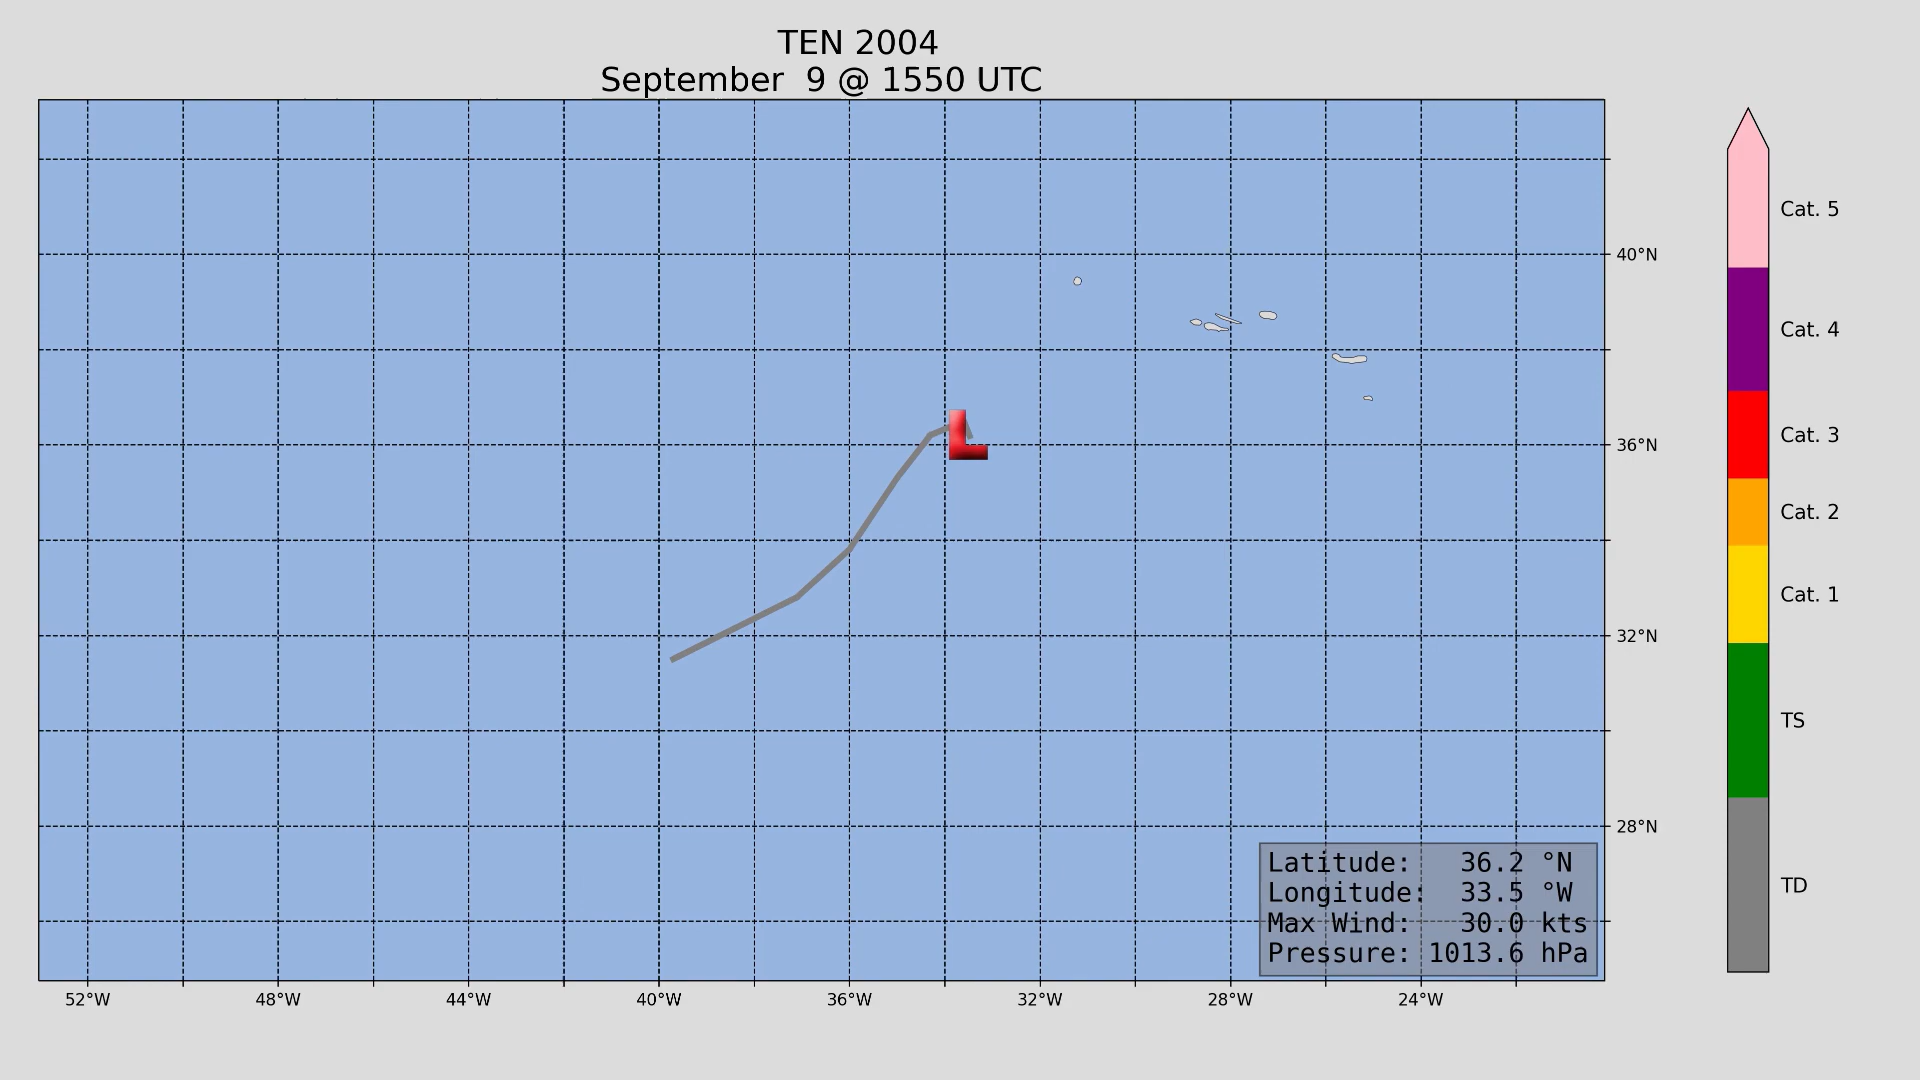 TEN 2004
September  9 @ 1550 UTC
Cat. 5
Cat. 4
Cat. 3
Cat. 2
Cat. 1
TS
TD
40°N
36°N
32°N
28°N
L
Latitude:   36.2 °N
Longitude:  33.5 °W
Max Wind:   30.0 kts
Pressure: 1013.6 hPa
52°W 48°W 44°W 40°W 36°W 32°W 28°W 24°W